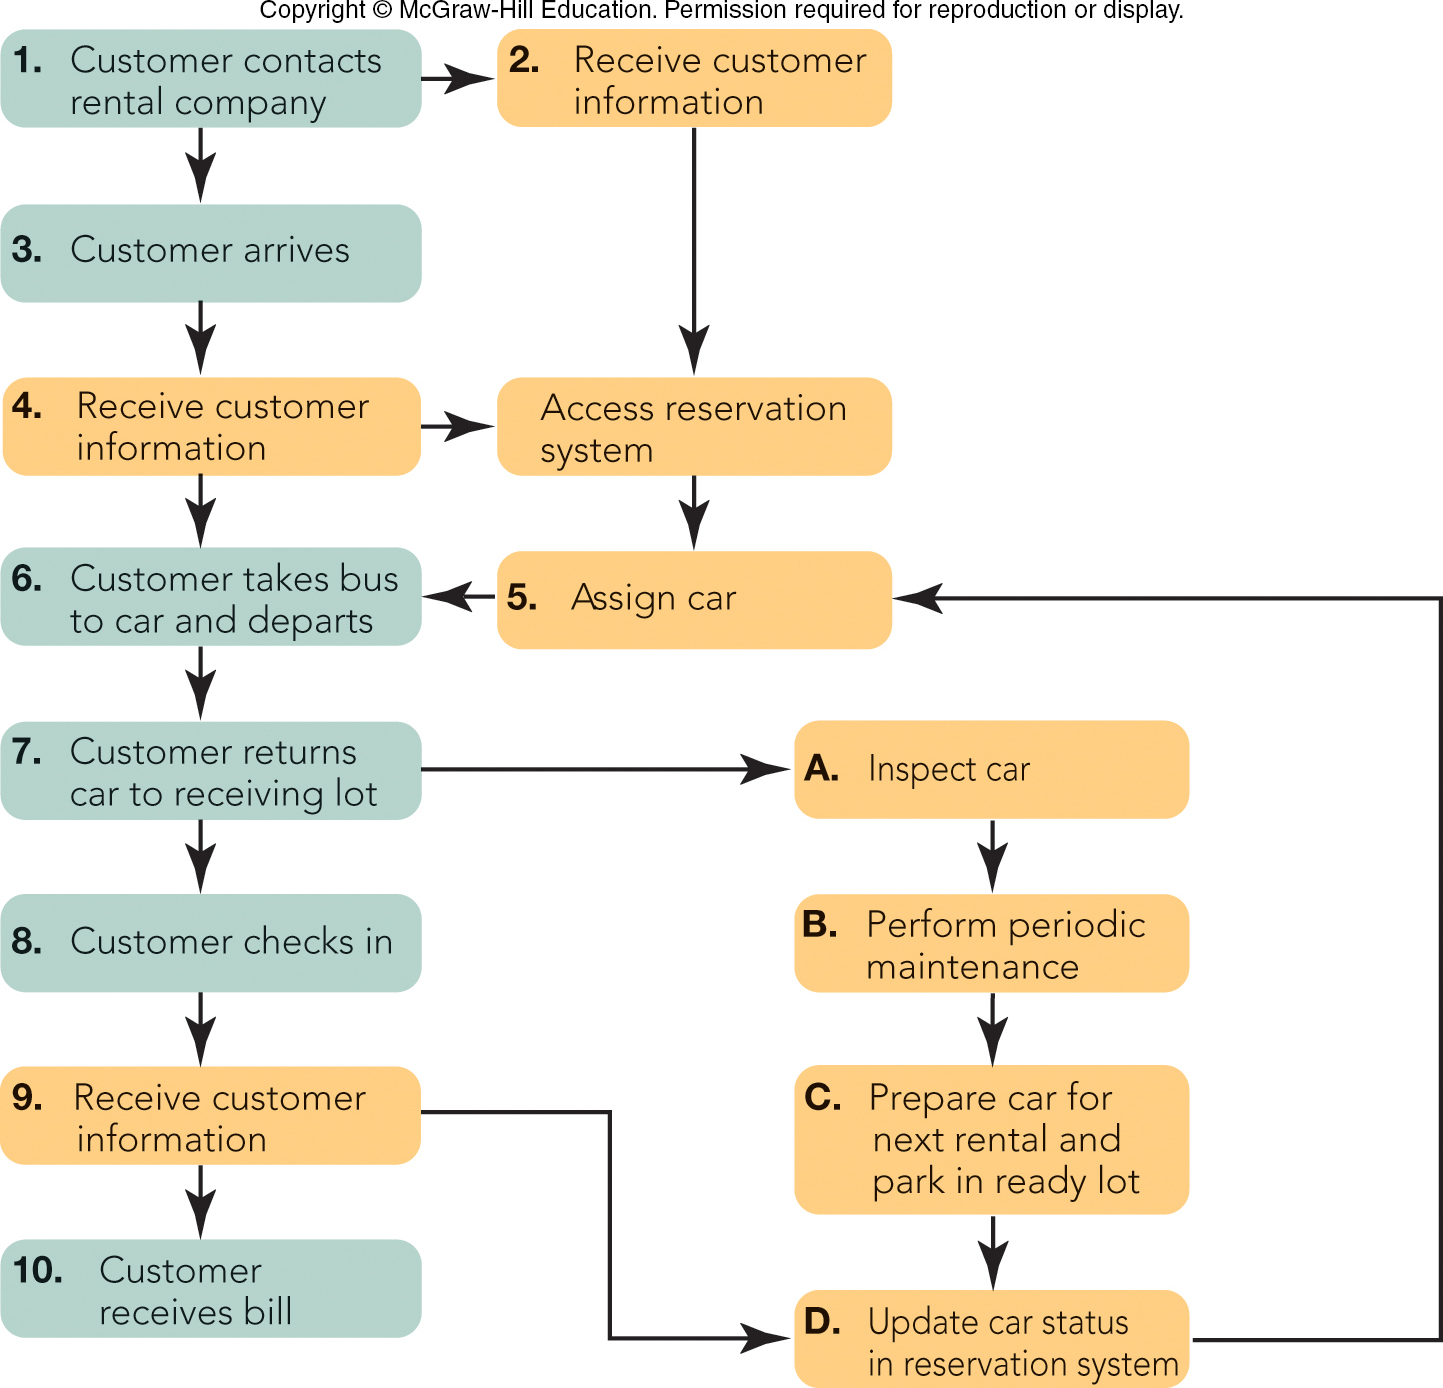 Copyright © McGraw-Hill Education. Permission required for reproduction or display.
1. Customer contacts
rental company
2. Receive customer
information
3. Customer arrives
4. Receive customer
information
Access reservation
system
6. Customer takes bus
to car and departs
5. Assign car
7. Customer returns
car to receiving lot
A. Inspect car
8. Customer checks in
B. Perform periodic
maintenance
9. Receive customer
information
C. Prepare car for
next rental and
park in ready lot
10. Customer
receives bill
D. Update car status
in reservation system